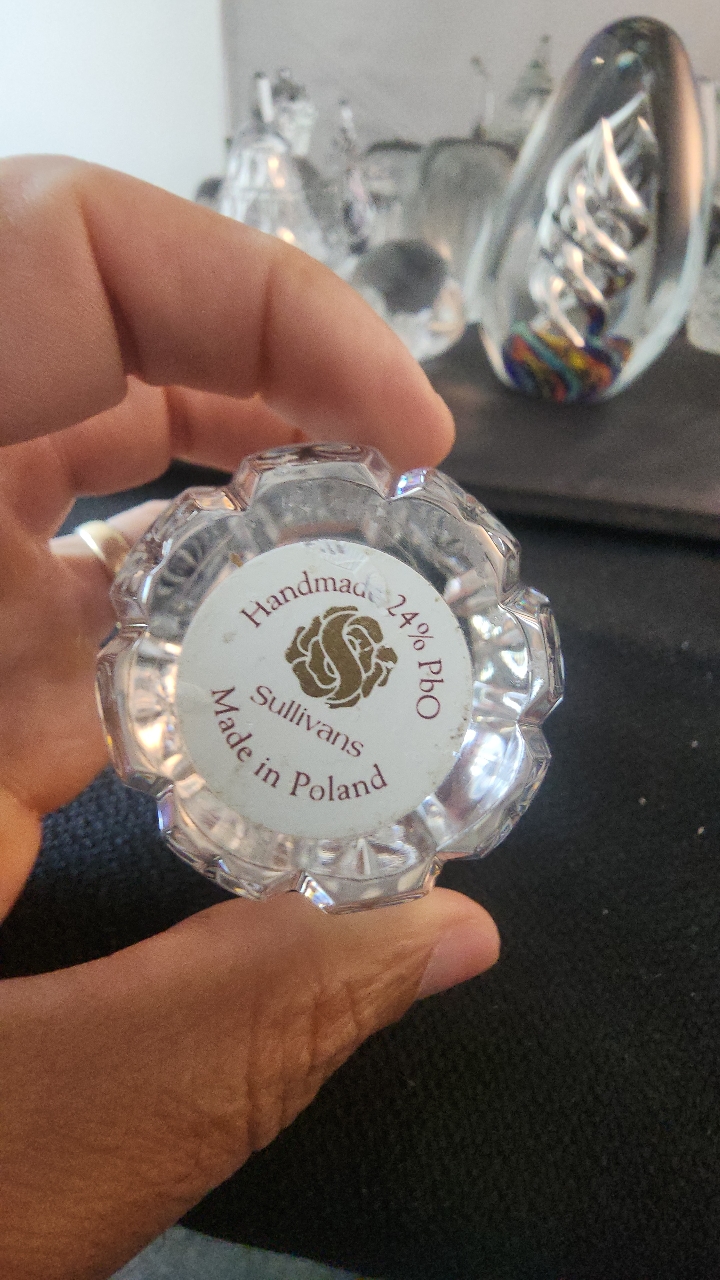 Handmade 24% PbO
Sullivans
Made in Poland